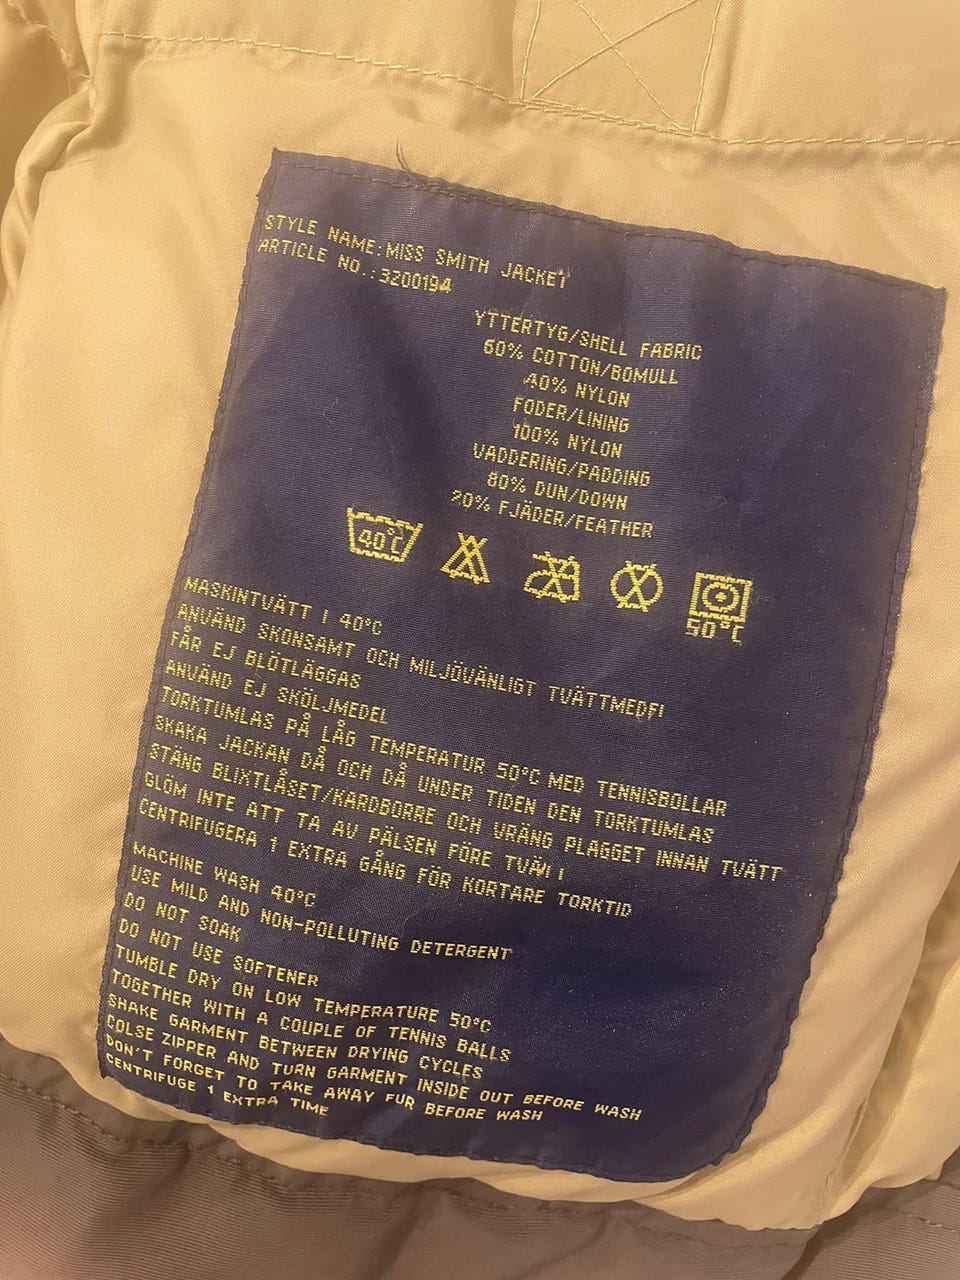 STYLE NAME:MISS SMITH JACKET
ARTICLE NO.:3200194
YTTERTYG/SHELL FABRIC
60% COTTON/BOMULL
40% NYLON
FODER/LINING
100% NYLON
VADDERING/PADDING
80% DUN/DOWN
20% FJÄDER/FEATHER
40°C
50°C
MASKINTVÄTT I 40°C
ANVÄND SKONSAMT OCH MILJÖVÄNLIGT TVÄTTMEDEL
FÅR EJ BLÖTLÄGGAS
ANVÄND EJ SKÖLJMEDEL
TORKTUMLAS PÅ LÅG TEMPERATUR 50°C MED TENNISBOLLAR
SKAKA JACKAN DÅ OCH DÅ UNDER TIDEN DEN TORKTUMLAS
STÄNG BLIXTLÅSET/KARDBORRE OCH VRÄNG PLAGGET INNAN TVÄTT
GLÖM INTE ATT TA AV PÄLSEN FÖRE TVÄTT
CENTRIFUGERA 1 EXTRA GÅNG FÖR KORTARE TORKTID
MACHINE WASH 40°C
USE MILD AND NON-POLLUTING DETERGENT
DO NOT SOAK
DO NOT USE SOFTENER
TUMBLE DRY ON LOW TEMPERATURE 50°C
TOGETHER WITH A COUPLE OF TENNIS BALLS
SHAKE GARMENT BETWEEN DRYING CYCLES
COLSE ZIPPER AND TURN GARMENT INSIDE OUT BEFORE WASH
DON'T FORGET TO TAKE AWAY FUR BEFORE WASH
CENTRIFUGE 1 EXTRA TIME